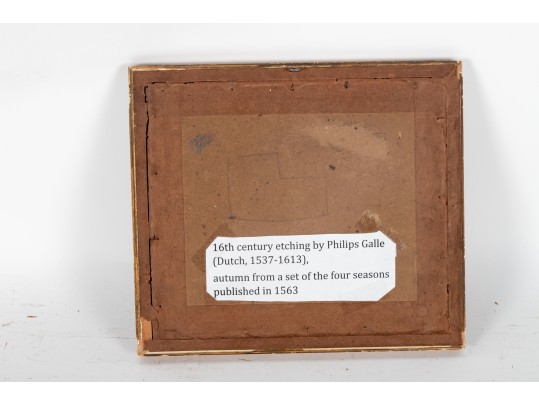 16th century etching by Philips Galle
(Dutch, 1537-1613),
autumn from a set of the four seasons
published in 1563